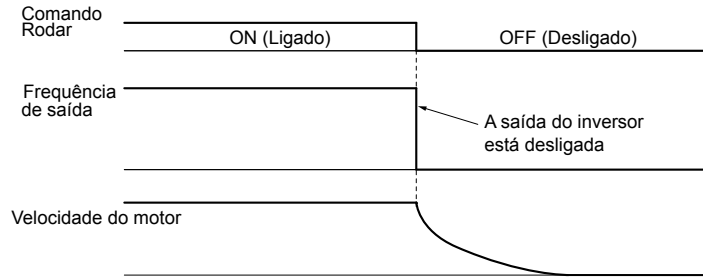 Comando
Rodar
ON (Ligado)
OFF (Desligado)
Frequência
de saída
A saída do inversor
está desligada
Velocidade do motor